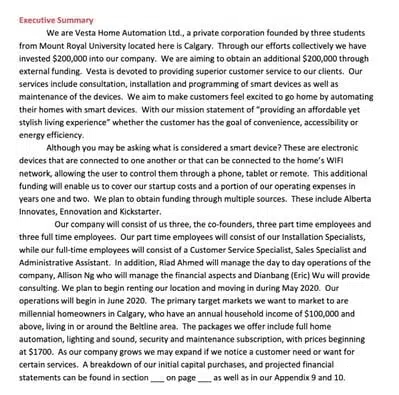 Executive Summary
We are Vesta Home Automation Ltd., a private corporation founded by three students
from Mount Royal University located here is Calgary. Through our efforts collectively we have
invested $200,000 into our company. We are aiming to obtain an additional $200,000 through
external funding. Vesta is devoted to providing superior customer service to our clients. Our
services include consultation, installation and programming of smart devices as well as
maintenance of the devices. We aim to make customers feel excited to go home by automating
their homes with smart devices. With our mission statement of "providing an affordable yet
stylish living experience" whether the customer has the goal of convenience, accessibility or
energy efficiency.
Although you may be asking what is considered a smart device? These are electronic
devices that are connected to one another or that can be connected to the home's WIFI
network, allowing the user to control them through a phone, tablet or remote. This additional
funding will enable us to cover our startup costs and a portion of our operating expenses in
years one and two. We plan to obtain funding through multiple sources. These include Alberta
Innovates, Ennovation and Kickstarter.
Our company will consist of us three, the co-founders, three part time employees and
three full time employees. Our part time employees will consist of our Installation Specialists,
while our full-time employees will consist of a Customer Service Specialist, Sales Specialist and
Administrative Assistant. In addition, Riad Ahmed will manage the day to day operations of the
company, Allison Ng who will manage the financial aspects and Dianbang (Eric) Wu will provide
consulting. We plan to begin renting our location and moving in during May 2020. Our
operations will begin in June 2020. The primary target markets we want to market to are
millennial homeowners in Calgary, who have an annual household income of $100,000 and
above, living in or around the Beltline area. The packages we offer include full home
automation, lighting and sound, security and maintenance subscription, with prices beginning
at $1700. As our company grows we may expand if we notice a customer need or want for
certain services. A breakdown of our initial capital purchases, and projected financial
statements can be found in section ___ on page ___ as well as in our Appendix 9 and 10.